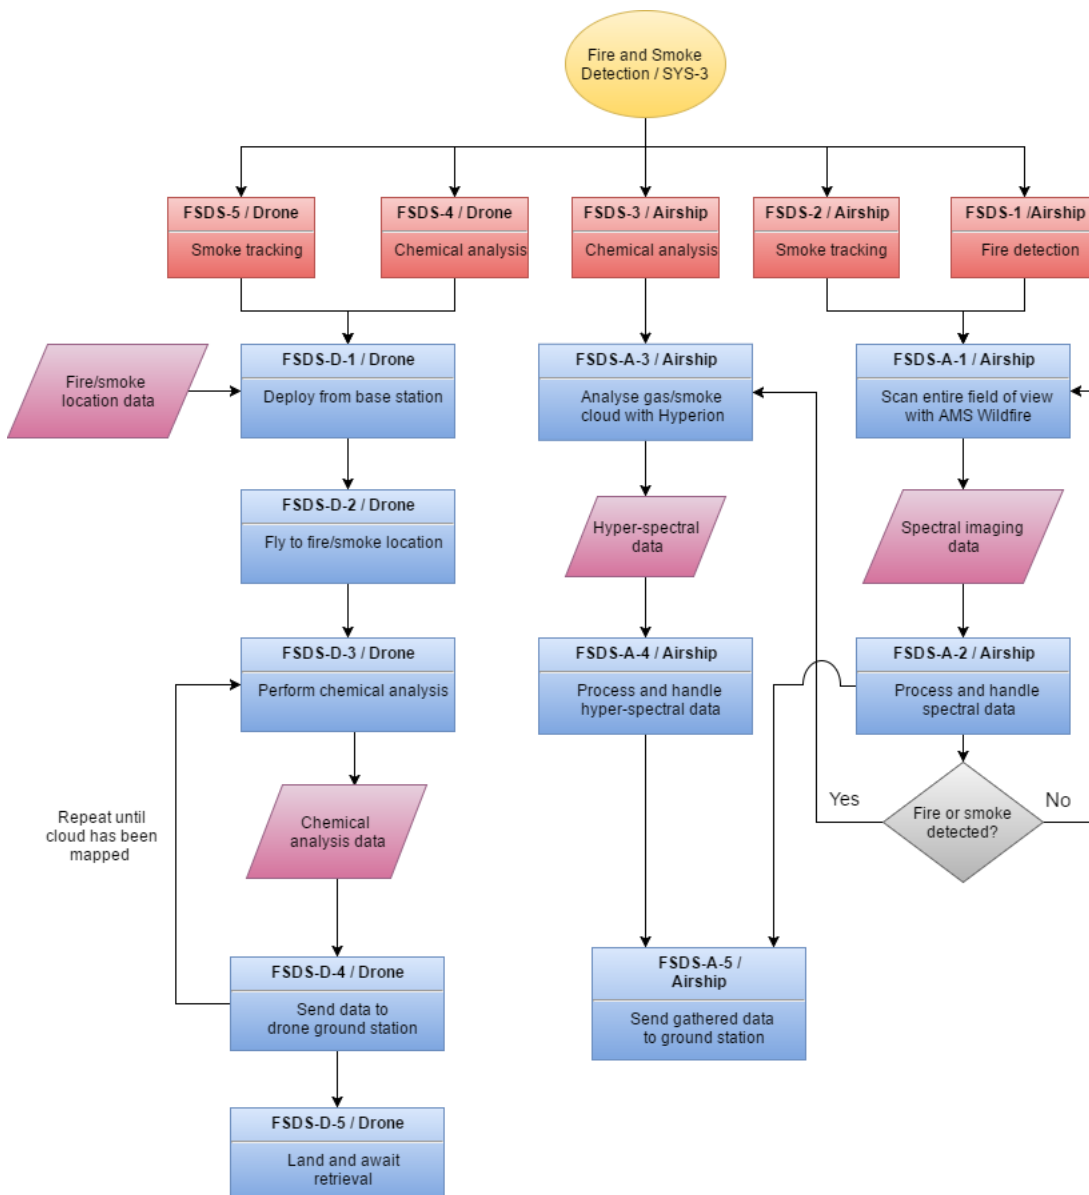 Fire and Smoke
Detection / SYS-3
FSDS-5 / Drone
Smoke tracking
FSDS-4 / Drone
Chemical analysis
FSDS-3 / Airship
Chemical analysis
FSDS-2 / Airship
Smoke tracking
FSDS-1 /Airship
Fire detection
Fire/smoke
location data
FSDS-D-1 / Drone
Deploy from base station
FSDS-A-3 / Airship
Analyse gas/smoke
cloud with Hyperion
FSDS-A-1 / Airship
Scan entire field of view
with AMS Wildfire
FSDS-D-2 / Drone
Fly to fire/smoke location
Hyper-spectral
data
Spectral imaging
data
FSDS-D-3 / Drone
Perform chemical analysis
FSDS-A-4 / Airship
Process and handle
hyper-spectral data
FSDS-A-2 / Airship
Process and handle
spectral data
Repeat until
cloud has been
mapped
Chemical
analysis data
Yes
Fire or smoke
detected?
No
FSDS-D-4 / Drone
Send data to
drone ground station
FSDS-A-5 /
Airship
Send gathered data
to ground station
FSDS-D-5 / Drone
Land and await
retrieval